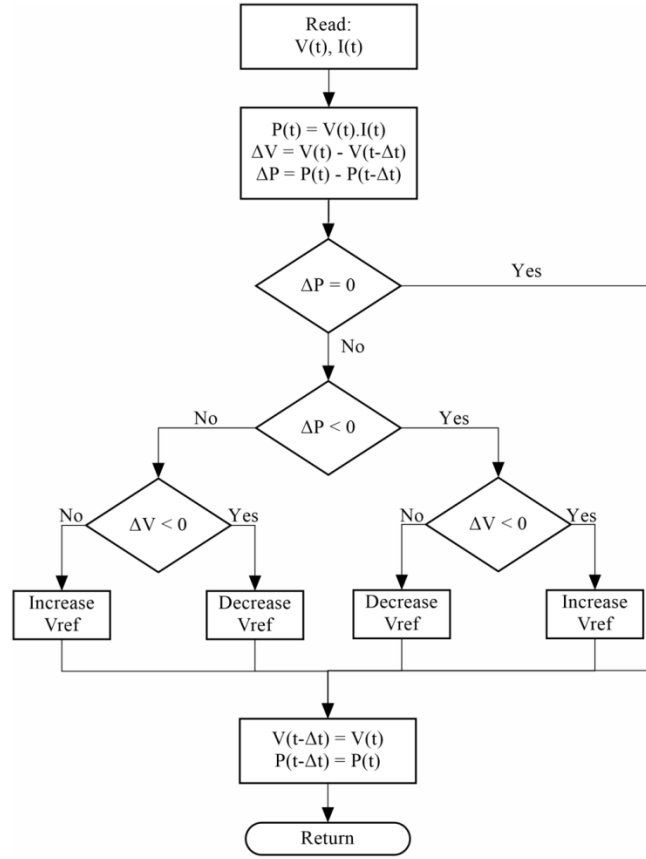 Read:
V(t), I(t)
P(t) = V(t).I(t)
ΔV = V(t) - V(t-Δt)
ΔP = P(t) - P(t-Δt)
ΔP = 0
Yes
No
ΔP < 0
No
Yes
ΔV < 0
No
Yes
ΔV < 0
No
Yes
Increase
Vref
Decrease
Vref
Decrease
Vref
Increase
Vref
V(t-Δt) = V(t)
P(t-Δt) = P(t)
Return